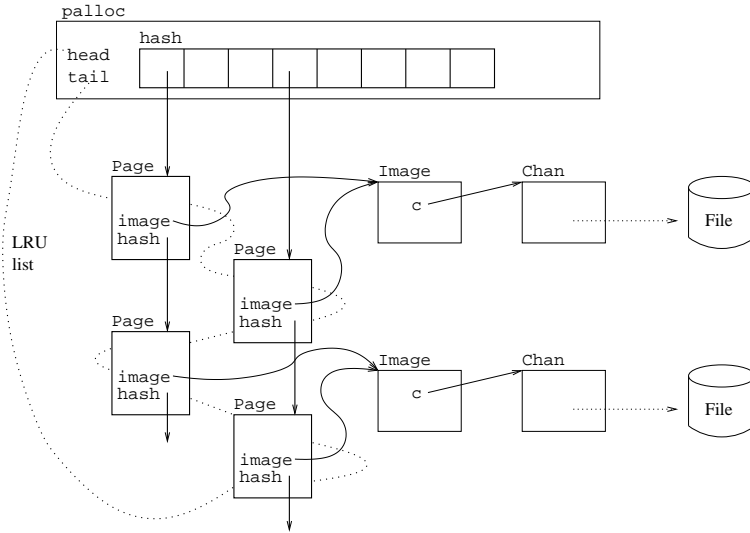 palloc
hash
head
tail
Page
image
hash
Image
c
Chan
File
LRU
list
Page
image
hash
Page
image
hash
Image
c
Chan
File
Page
image
hash